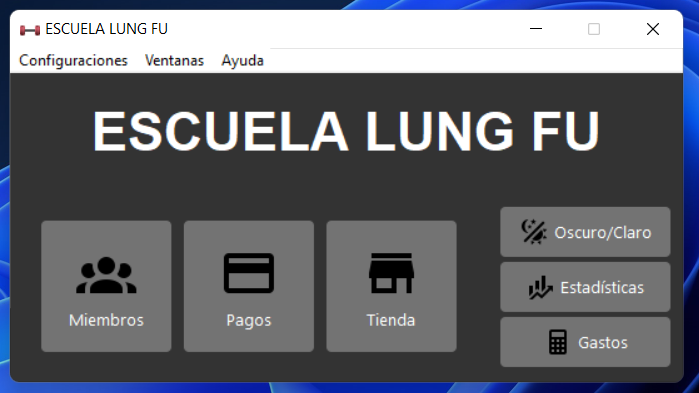 ESCUELA LUNG FU
Configuraciones Ventanas Ayuda
ESCUELA LUNG FU
Miembros
Pagos
Tienda
Oscuro/Claro
Estadísticas
Gastos